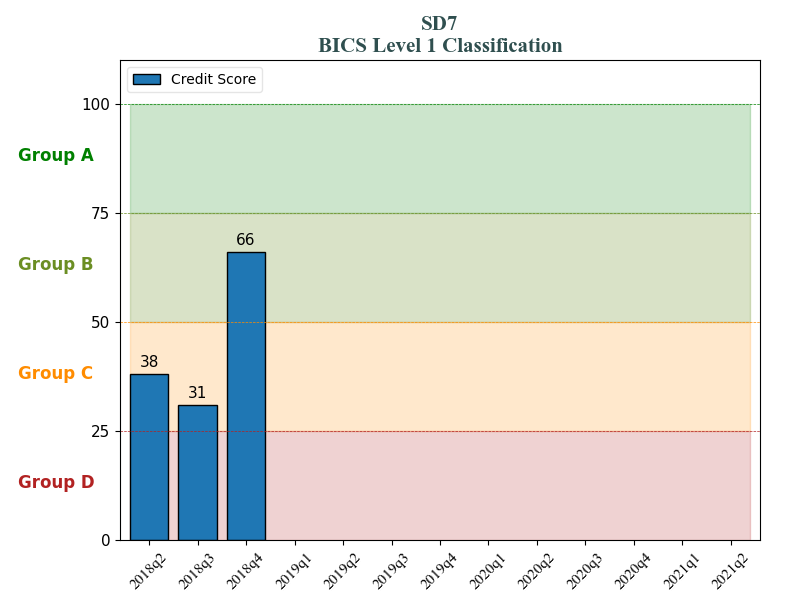 SD7
BICS Level 1 Classification
Credit Score
100
Group A
75
66
Group B
50
38
Group C
31
25
Group D
0
2018q2 2018q3 2018q4 2019q1 2019q2 2019q3 2019q4 2020q1 2020q2 2020q3 2020q4 2021q1 2021q2